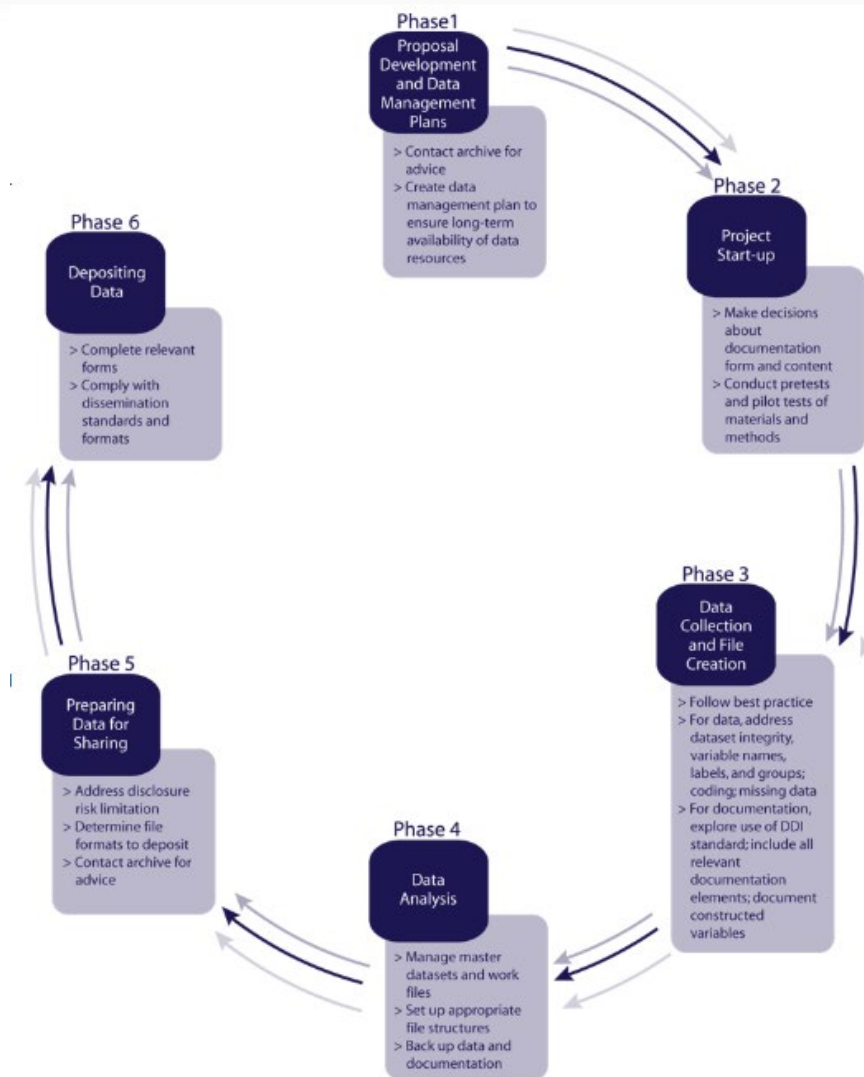 Phase1
Proposal
Development
and Data
Management
Plans
> Contact archive for
advice
> Create data
management plan to
ensure long-term
availability of data
resources
Phase 2
Project
Start-up
> Make decisions
about
documentation
form and content
> Conduct pretests
and pilot tests of
materials and
methods
Phase 3
Data
Collection
and File
Creation
> Follow best practice
> For data, address
dataset integrity,
variable names,
labels, and groups;
coding; missing data
> For documentation,
explore use of DDI
standard; include all
relevant
documentation
elements; document
constructed
variables
Phase 4
Data
Analysis
> Manage master
datasets and work
files
> Set up appropriate
file structures
> Back up data and
documentation
Phase 5
Preparing
Data for
Sharing
> Address disclosure
risk limitation
> Determine file
formats to deposit
> Contact archive for
advice
Phase 6
Depositing
Data
> Complete relevant
forms
> Comply with
dissemination
standards and
formats